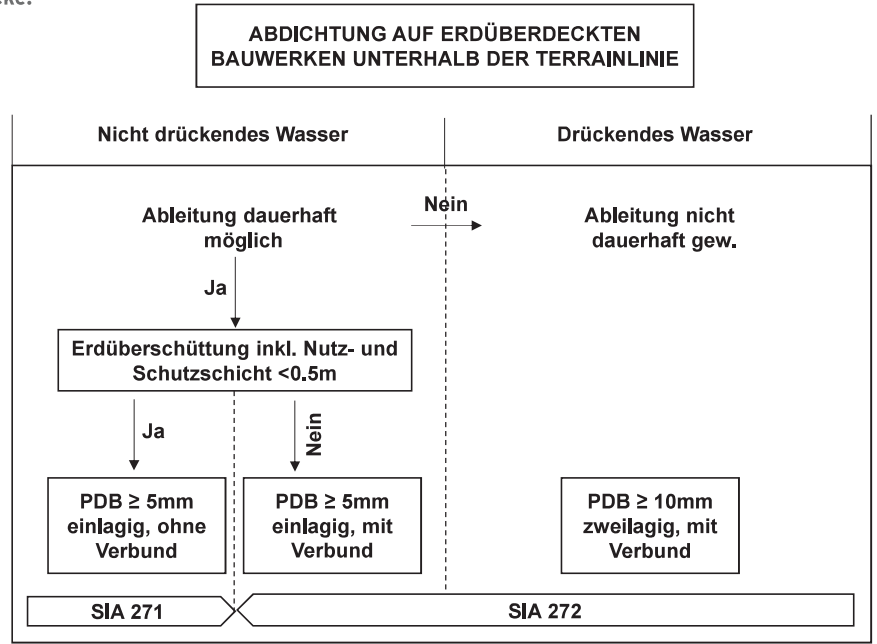 ABDICHTUNG AUF ERDÜBERDECKTEN
BAUWERKEN UNTERHALB DER TERRAINLINIE
Nicht drückendes Wasser
Drückendes Wasser
Ableitung dauerhaft
möglich
Nein
Ableitung nicht
dauerhaft gew.
Ja
Erdüberschüttung inkl. Nutz- und
Schutzschicht <0.5m
Ja
Nein
PDB ≥ 5mm
einlagig, ohne
Verbund
PDB ≥ 5mm
einlagig, mit
Verbund
PDB ≥ 10mm
zweilagig, mit
Verbund
SIA 271
SIA 272